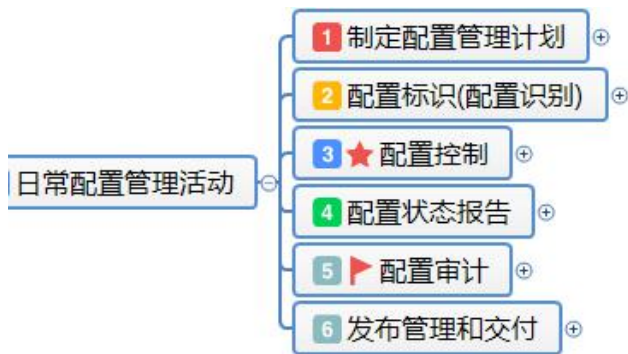 1 制定配置管理计划
2 配置标识(配置识别)
3 配置控制
日常配置管理活动
4 配置状态报告
5 配置审计
6 发布管理和交付